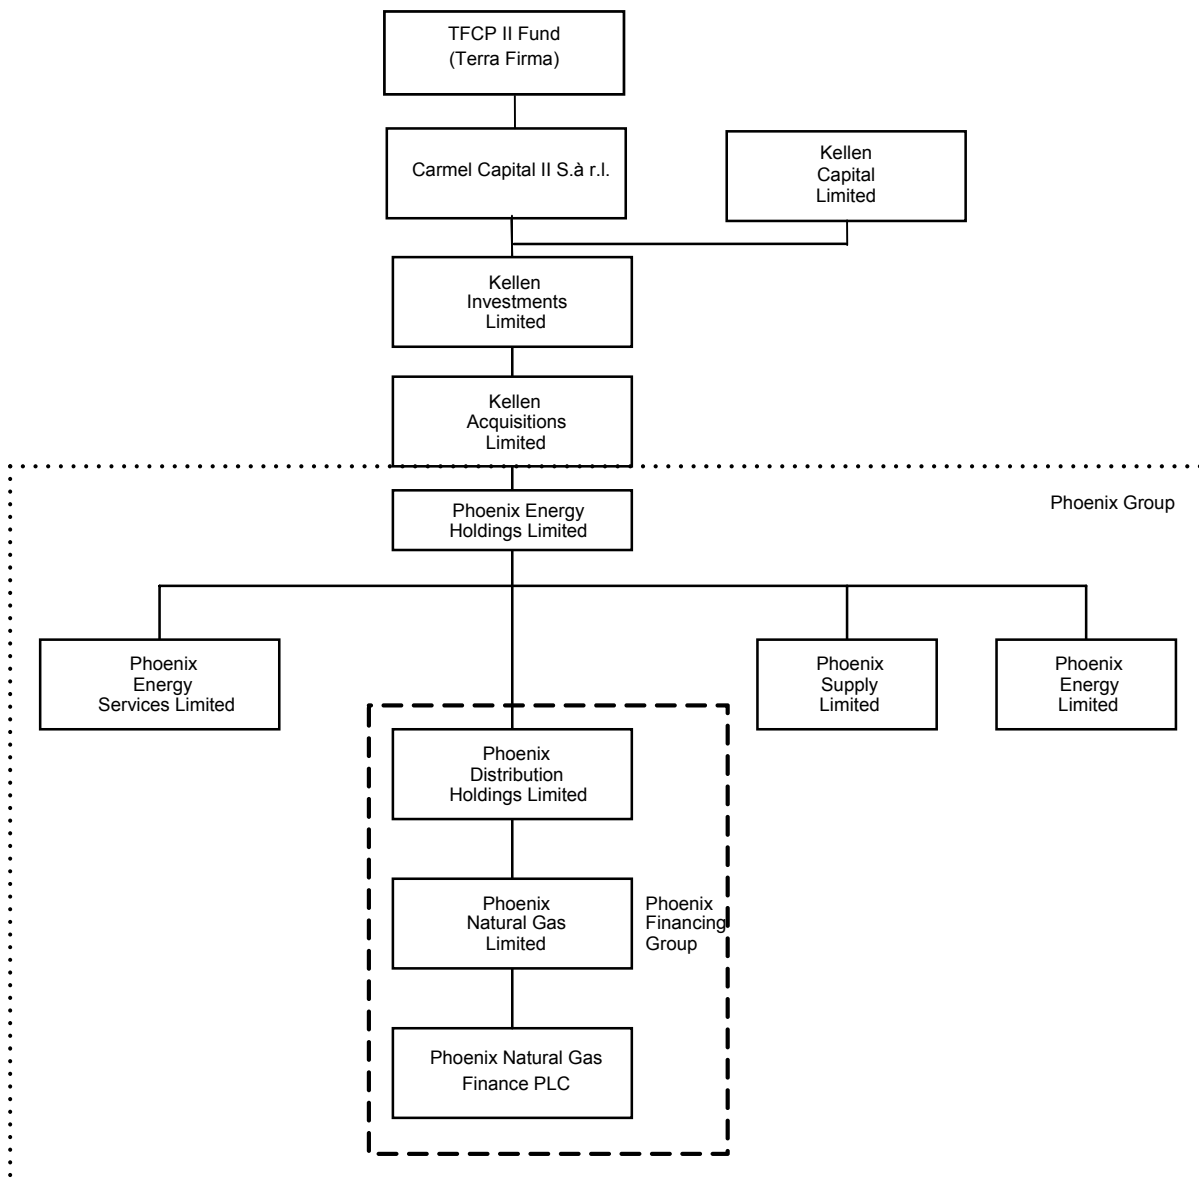 TFCP II Fund
(Terra Firma)
Carmel Capital II S.à r.l.
Kellen
Capital
Limited
Kellen
Investments
Limited
Kellen
Acquisitions
Limited
Phoenix Energy
Holdings Limited
Phoenix Group
Phoenix
Energy
Services Limited
Phoenix
Supply
Limited
Phoenix
Energy
Limited
Phoenix
Distribution
Holdings Limited
Phoenix
Natural Gas
Limited
Phoenix
Financing
Group
Phoenix Natural Gas
Finance PLC